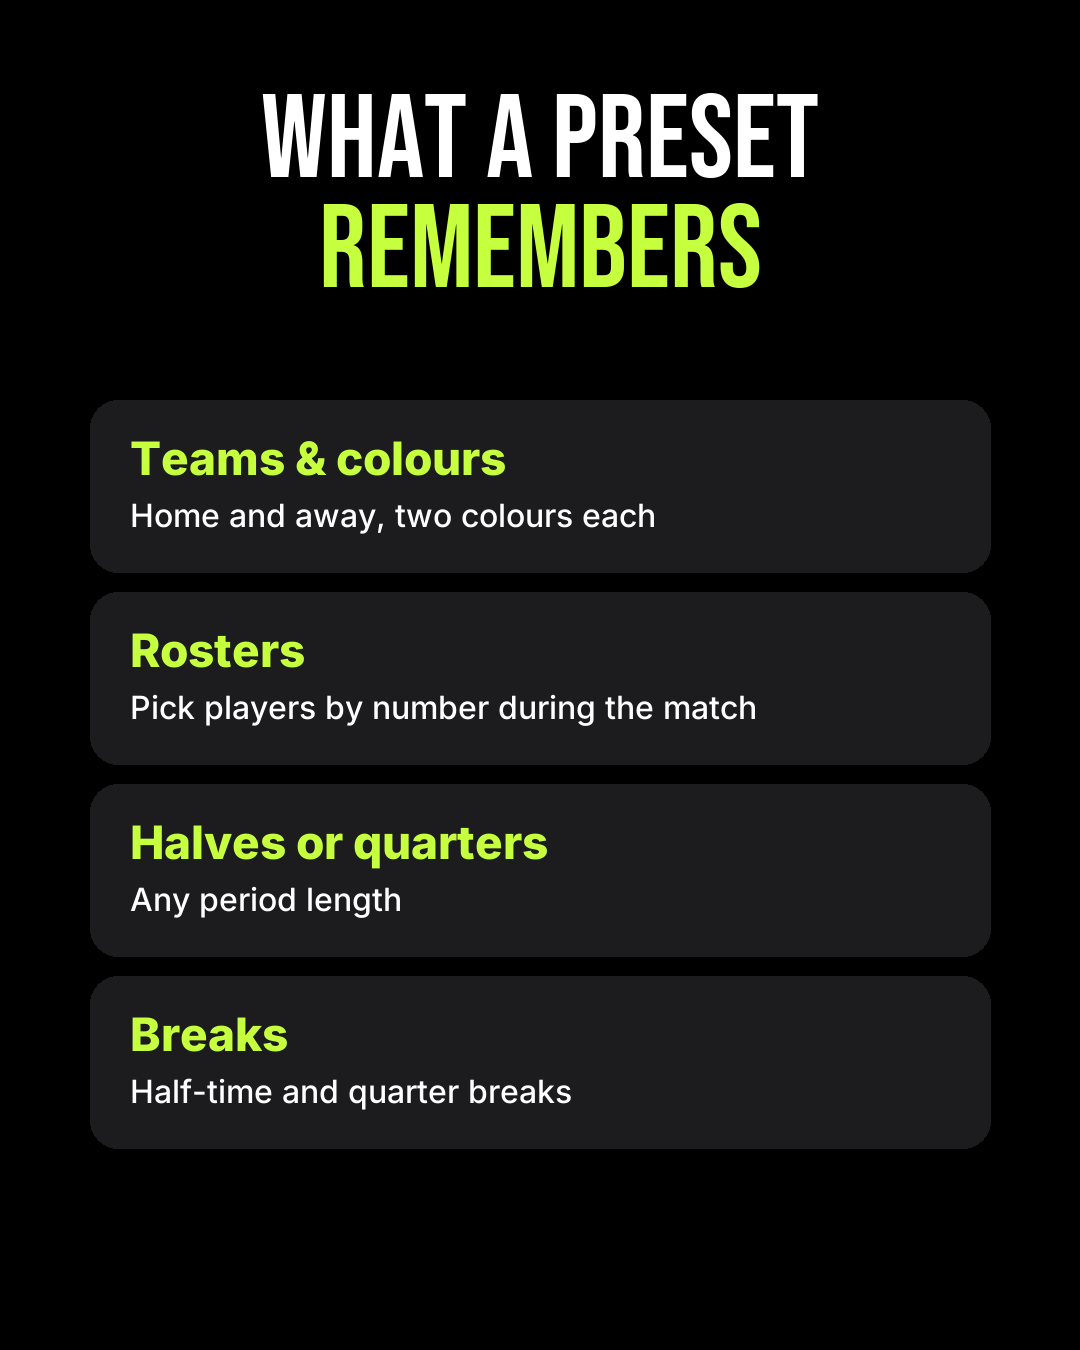 WHAT A PRESET
REMEMBERS
Teams & colours
Home and away, two colours each
Rosters
Pick players by number during the match
Halves or quarters
Any period length
Breaks
Half-time and quarter breaks